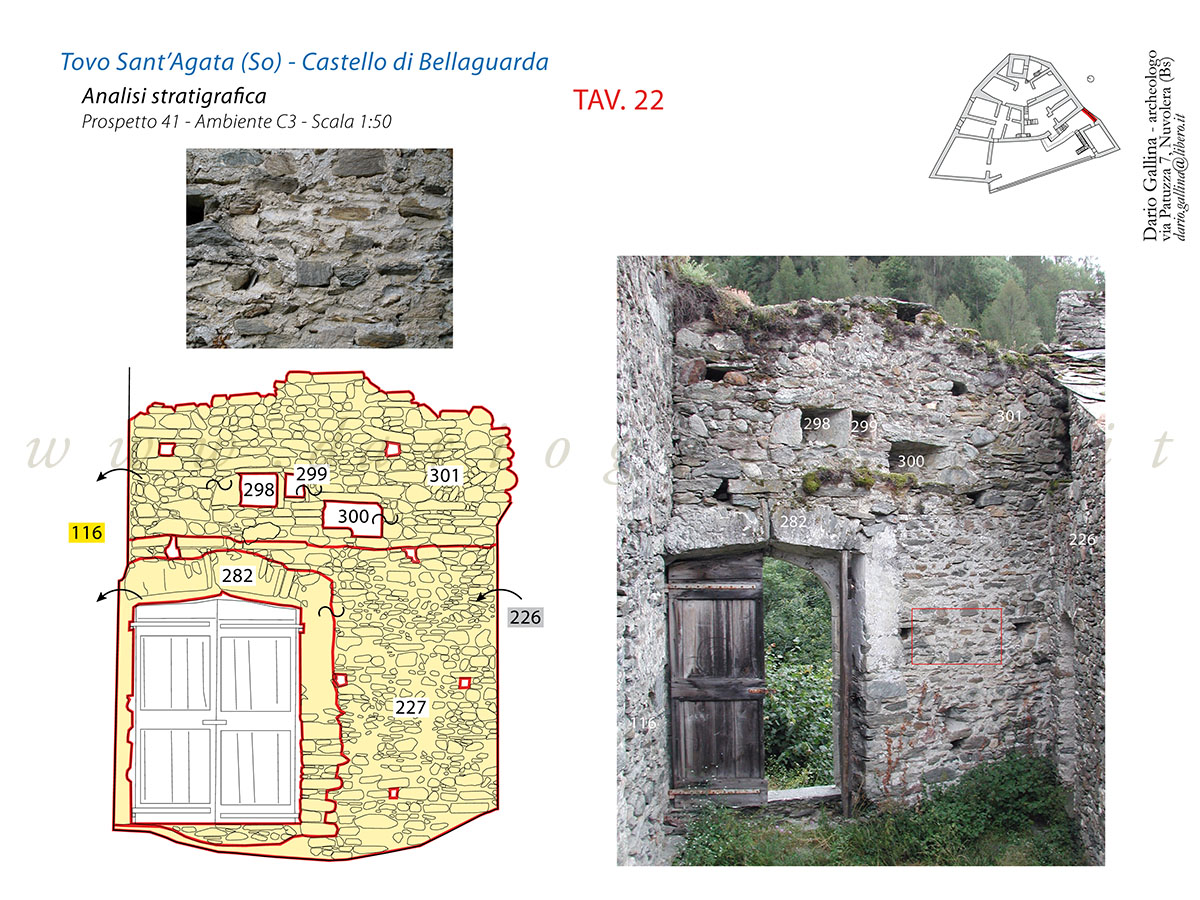 Tovo Sant'Agata (So) - Castello di Bellaguarda
Analisi stratigrafica
Prospetto 41 - Ambiente C3 - Scala 1:50
TAV. 22
Dario Gallina - archeologo
via Patuzza 7, Nuvolera (Bs)
dario.gallina@libero.it
299
298
301
300
116
282
226
227
298
299
301
300
282
226
116